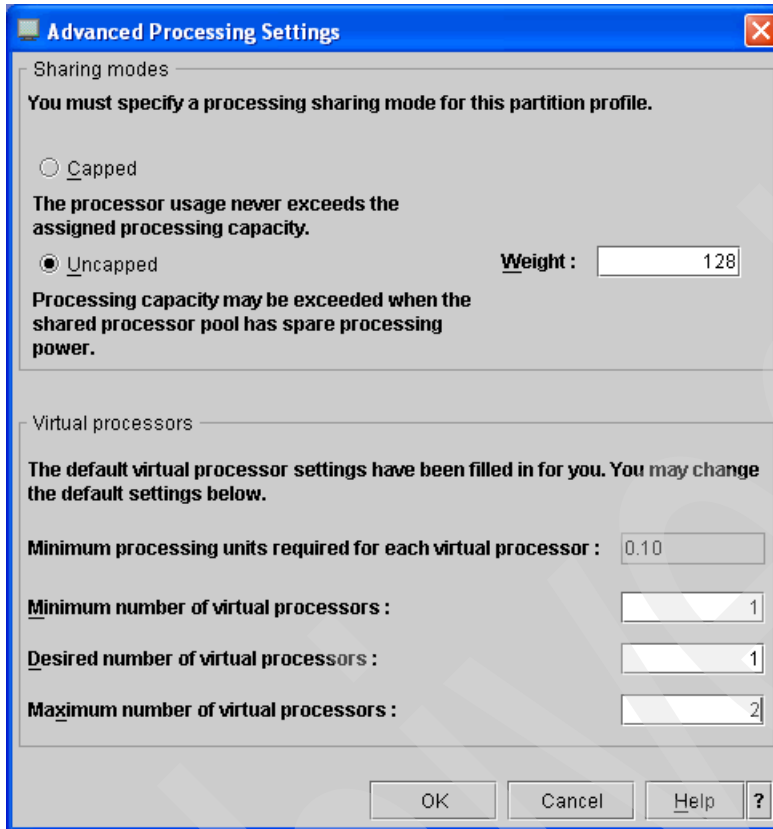 Advanced Processing Settings
Sharing modes
You must specify a processing sharing mode for this partition profile.
Capped
The processor usage never exceeds the
assigned processing capacity.
Uncapped
Weight :
128
Processing capacity may be exceeded when the
shared processor pool has spare processing
power.
Virtual processors
The default virtual processor settings have been filled in for you. You may change
the default settings below.
Minimum processing units required for each virtual processor : 0.10
Minimum number of virtual processors : 1
Desired number of virtual processors : 1
Maximum number of virtual processors : 2
OK Cancel Help ?